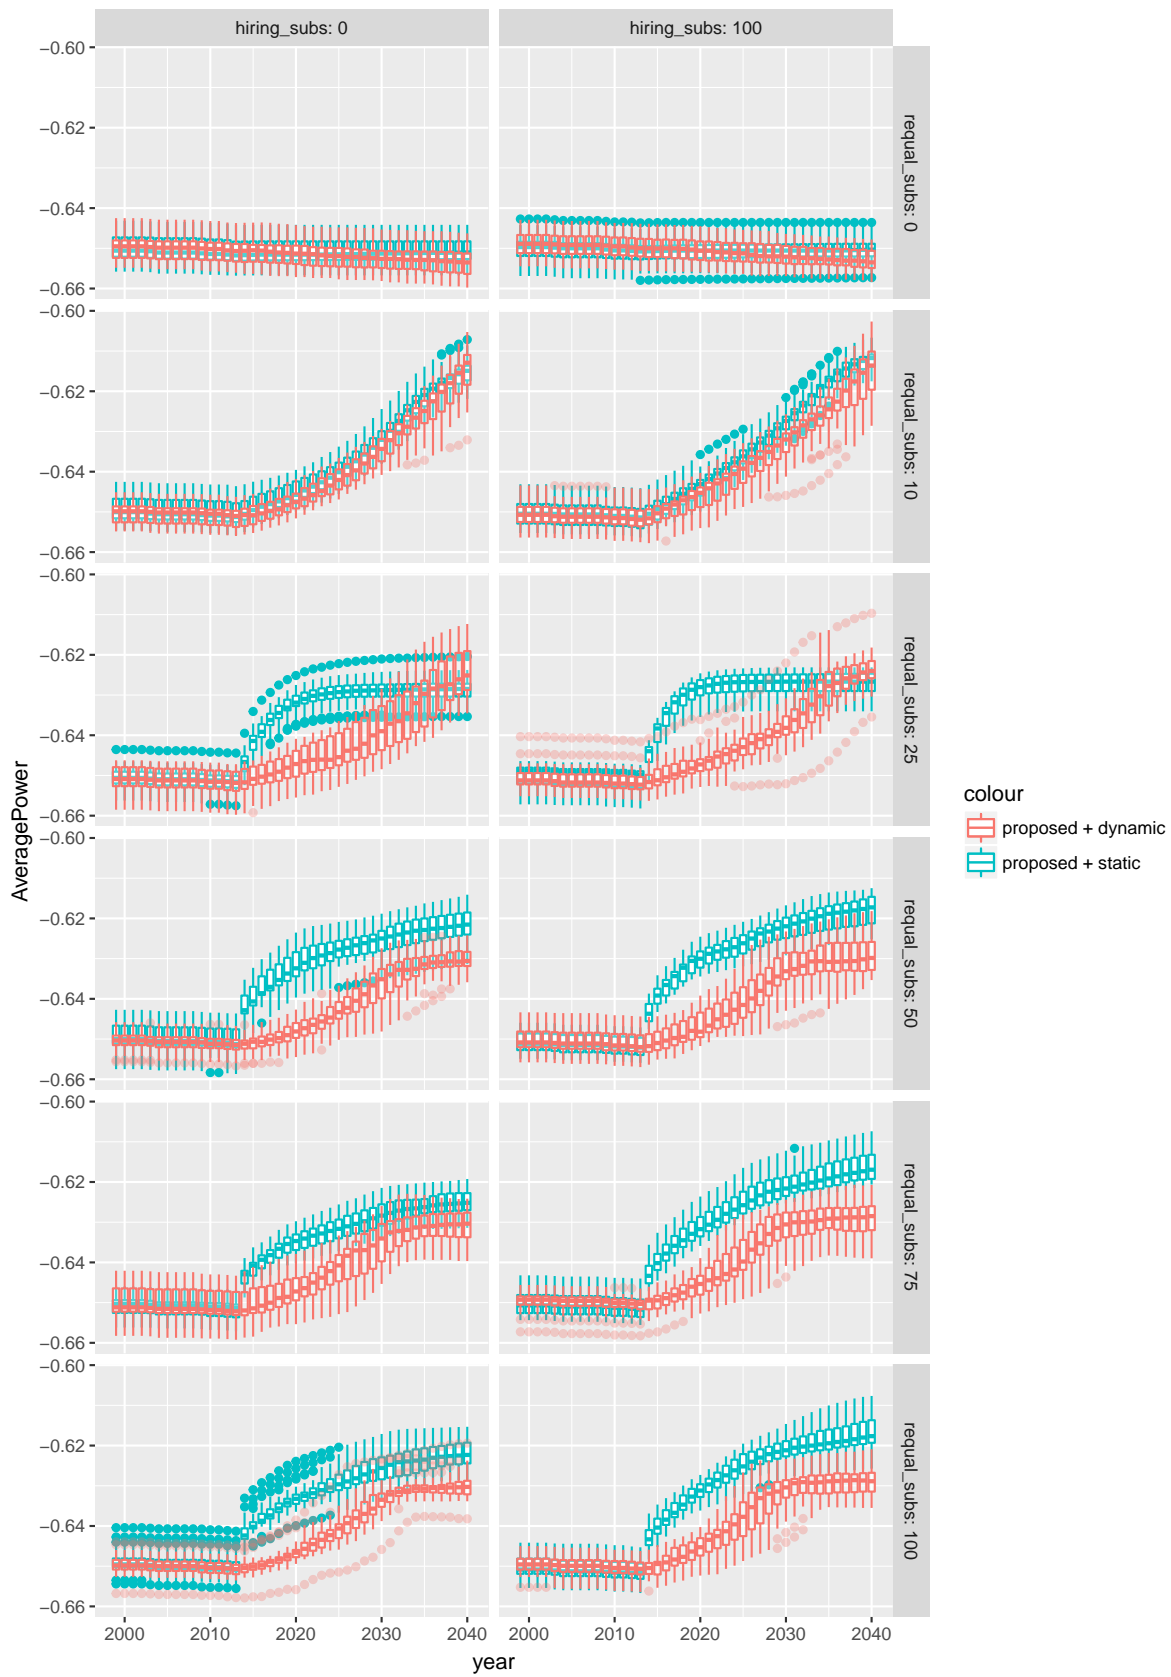 hiring_subs: 0
hiring_subs: 100
−0.60
−0.62
−0.64
−0.66
requal_subs: 0
−0.60
−0.62
−0.64
−0.66
requal_subs: 10
−0.60
−0.62
−0.64
−0.66
requal_subs: 25
−0.60
−0.62
−0.64
−0.66
requal_subs: 50
−0.60
−0.62
−0.64
−0.66
requal_subs: 75
−0.60
−0.62
−0.64
−0.66
requal_subs: 100
AveragePower
2000 2010 2020 2030 2040
2000 2010 2020 2030 2040
year
colour
proposed + dynamic
proposed + static